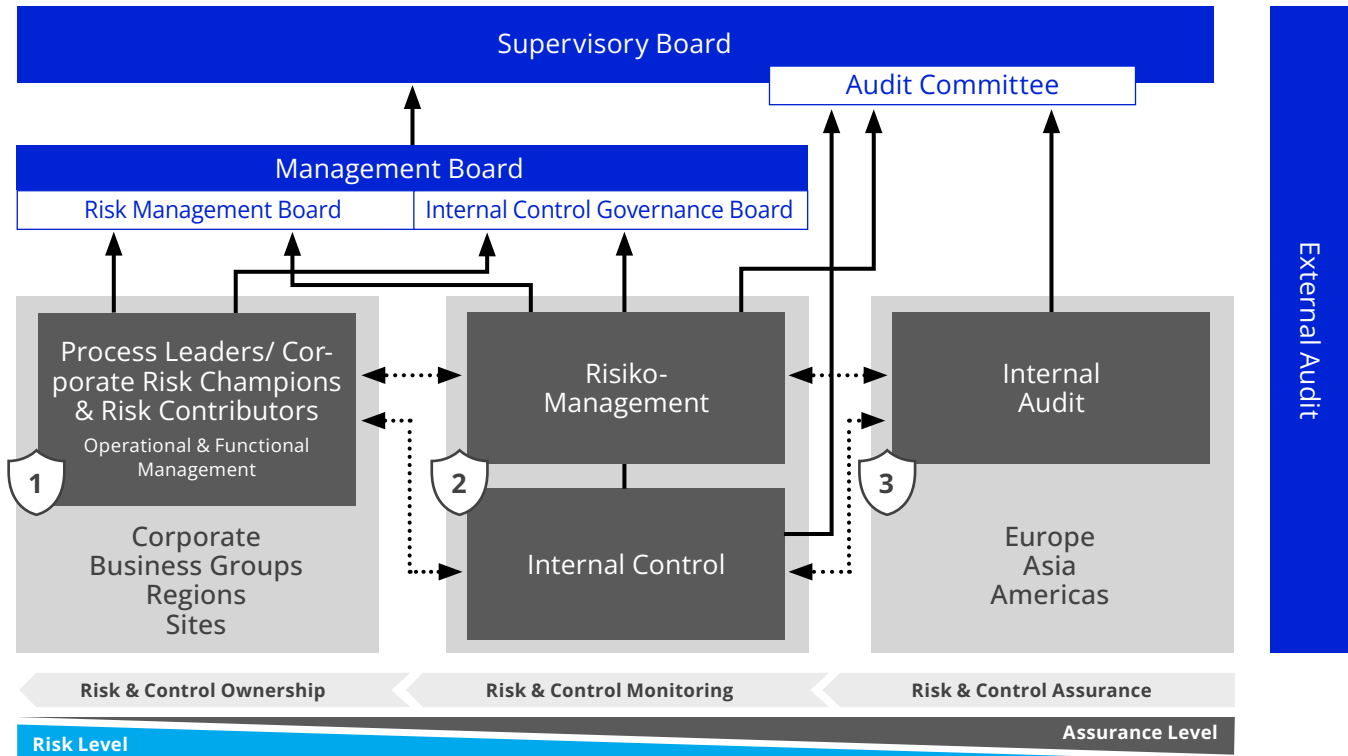 Supervisory Board
Audit Committee
Management Board
Risk Management Board
Internal Control Governance Board
External Audit
Process Leaders/ Cor-
porate Risk Champions
& Risk Contributors
Operational & Functional
Management
1
Corporate
Business Groups
Regions
Sites
Risiko-
Management
2
Internal Control
Internal
Audit
3
Europe
Asia
Americas
Risk & Control Ownership
Risk & Control Monitoring
Risk & Control Assurance
Assurance Level
Risk Level